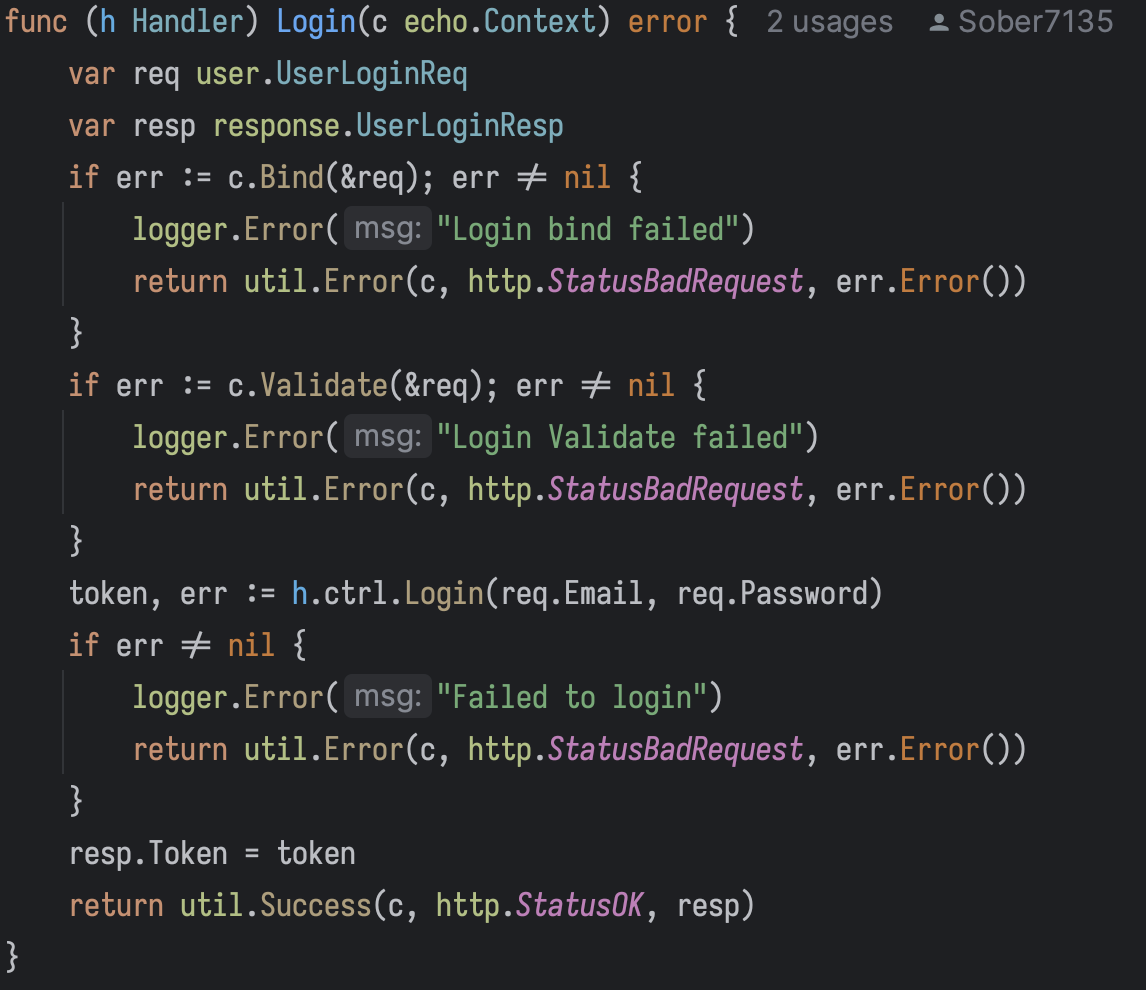 func (h Handler) Login(c echo.Context) error { 2 usages Sober7135
    var req user.UserLoginReq
    var resp response.UserLoginResp
    if err := c.Bind(&req); err ≠ nil {
        logger.Error( msg: "Login bind failed")
        return util.Error(c, http.StatusBadRequest, err.Error())
    }
    if err := c.Validate(&req); err ≠ nil {
        logger.Error( msg: "Login Validate failed")
        return util.Error(c, http.StatusBadRequest, err.Error())
    }
    token, err := h.ctrl.Login(req.Email, req.Password)
    if err ≠ nil {
        logger.Error( msg: "Failed to login")
        return util.Error(c, http.StatusBadRequest, err.Error())
    }
    resp.Token = token
    return util.Success(c, http.StatusOK, resp)
}